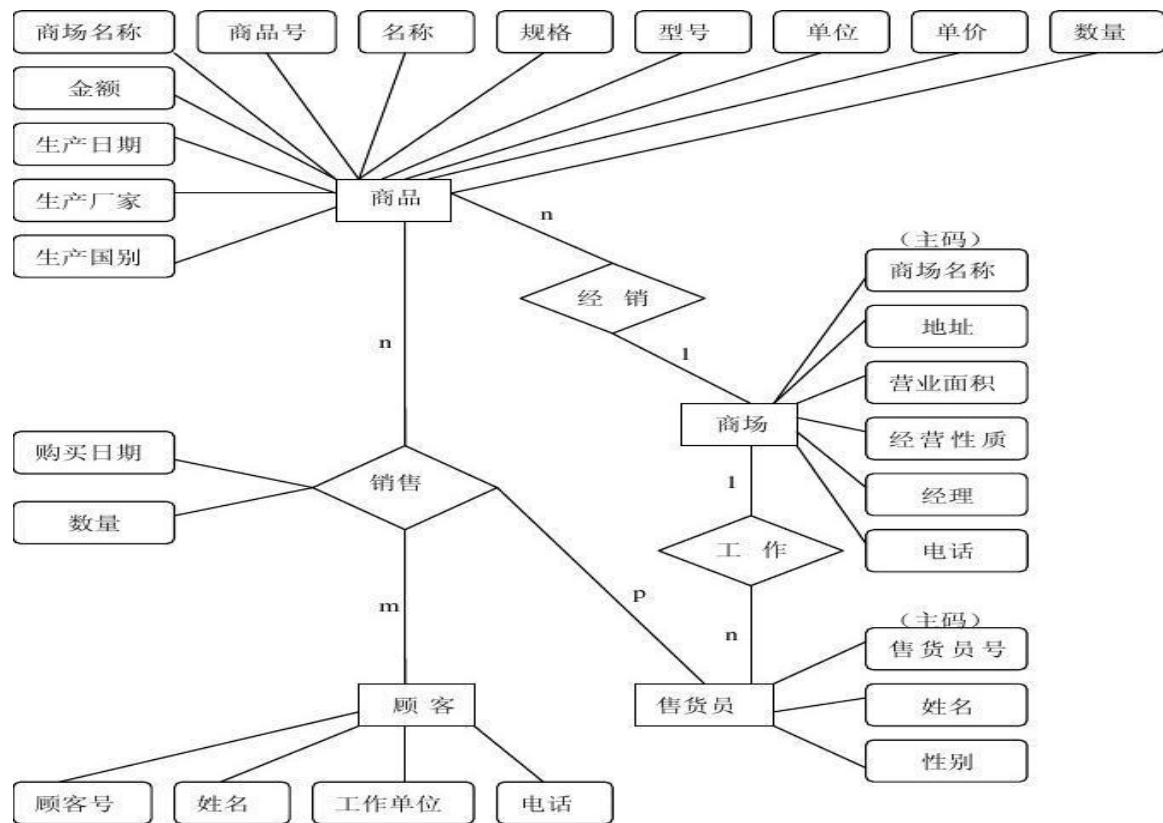 商场名称 商品号 名称 规格 型号 单位 单价 数量
金额
生产日期
生产厂家
商品
生产国别
n
（主码）
商场名称
经 销
地址
n
1
营业面积
商场
购买日期
经营性质
销售
1
经理
数量
工 作
电话
p
m
n
（主码）
售货员号
顾 客
售货员
姓名
性别
顾客号 姓名 工作单位 电话